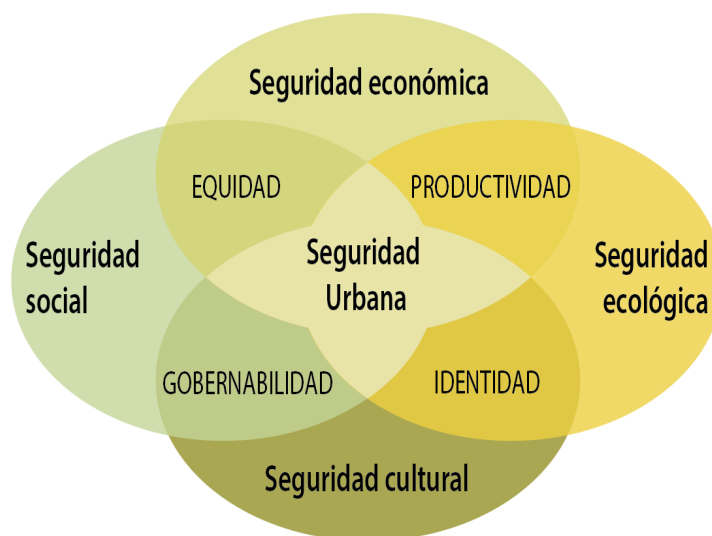 Seguridad económica
EQUIDAD
PRODUCTIVIDAD
Seguridad
social
Seguridad
Urbana
Seguridad
ecológica
GOBERNABILIDAD
IDENTIDAD
Seguridad cultural